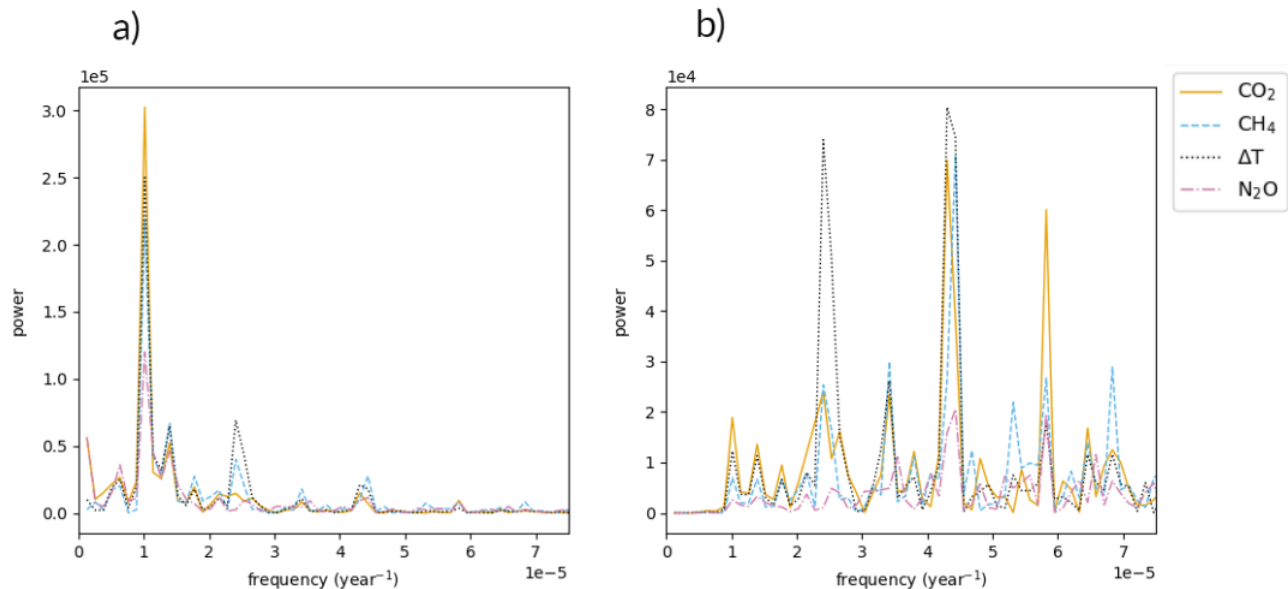 a)
1e5
3.0
2.5
2.0
1.5
1.0
0.5
0.0
power
0
1
2
3
4
5
6
7
1e−5
frequency (year⁻¹)
b)
1e4
8
7
6
5
4
3
2
1
0
power
0
1
2
3
4
5
6
7
1e−5
frequency (year⁻¹)
CO₂
CH₄
ΔT
N₂O